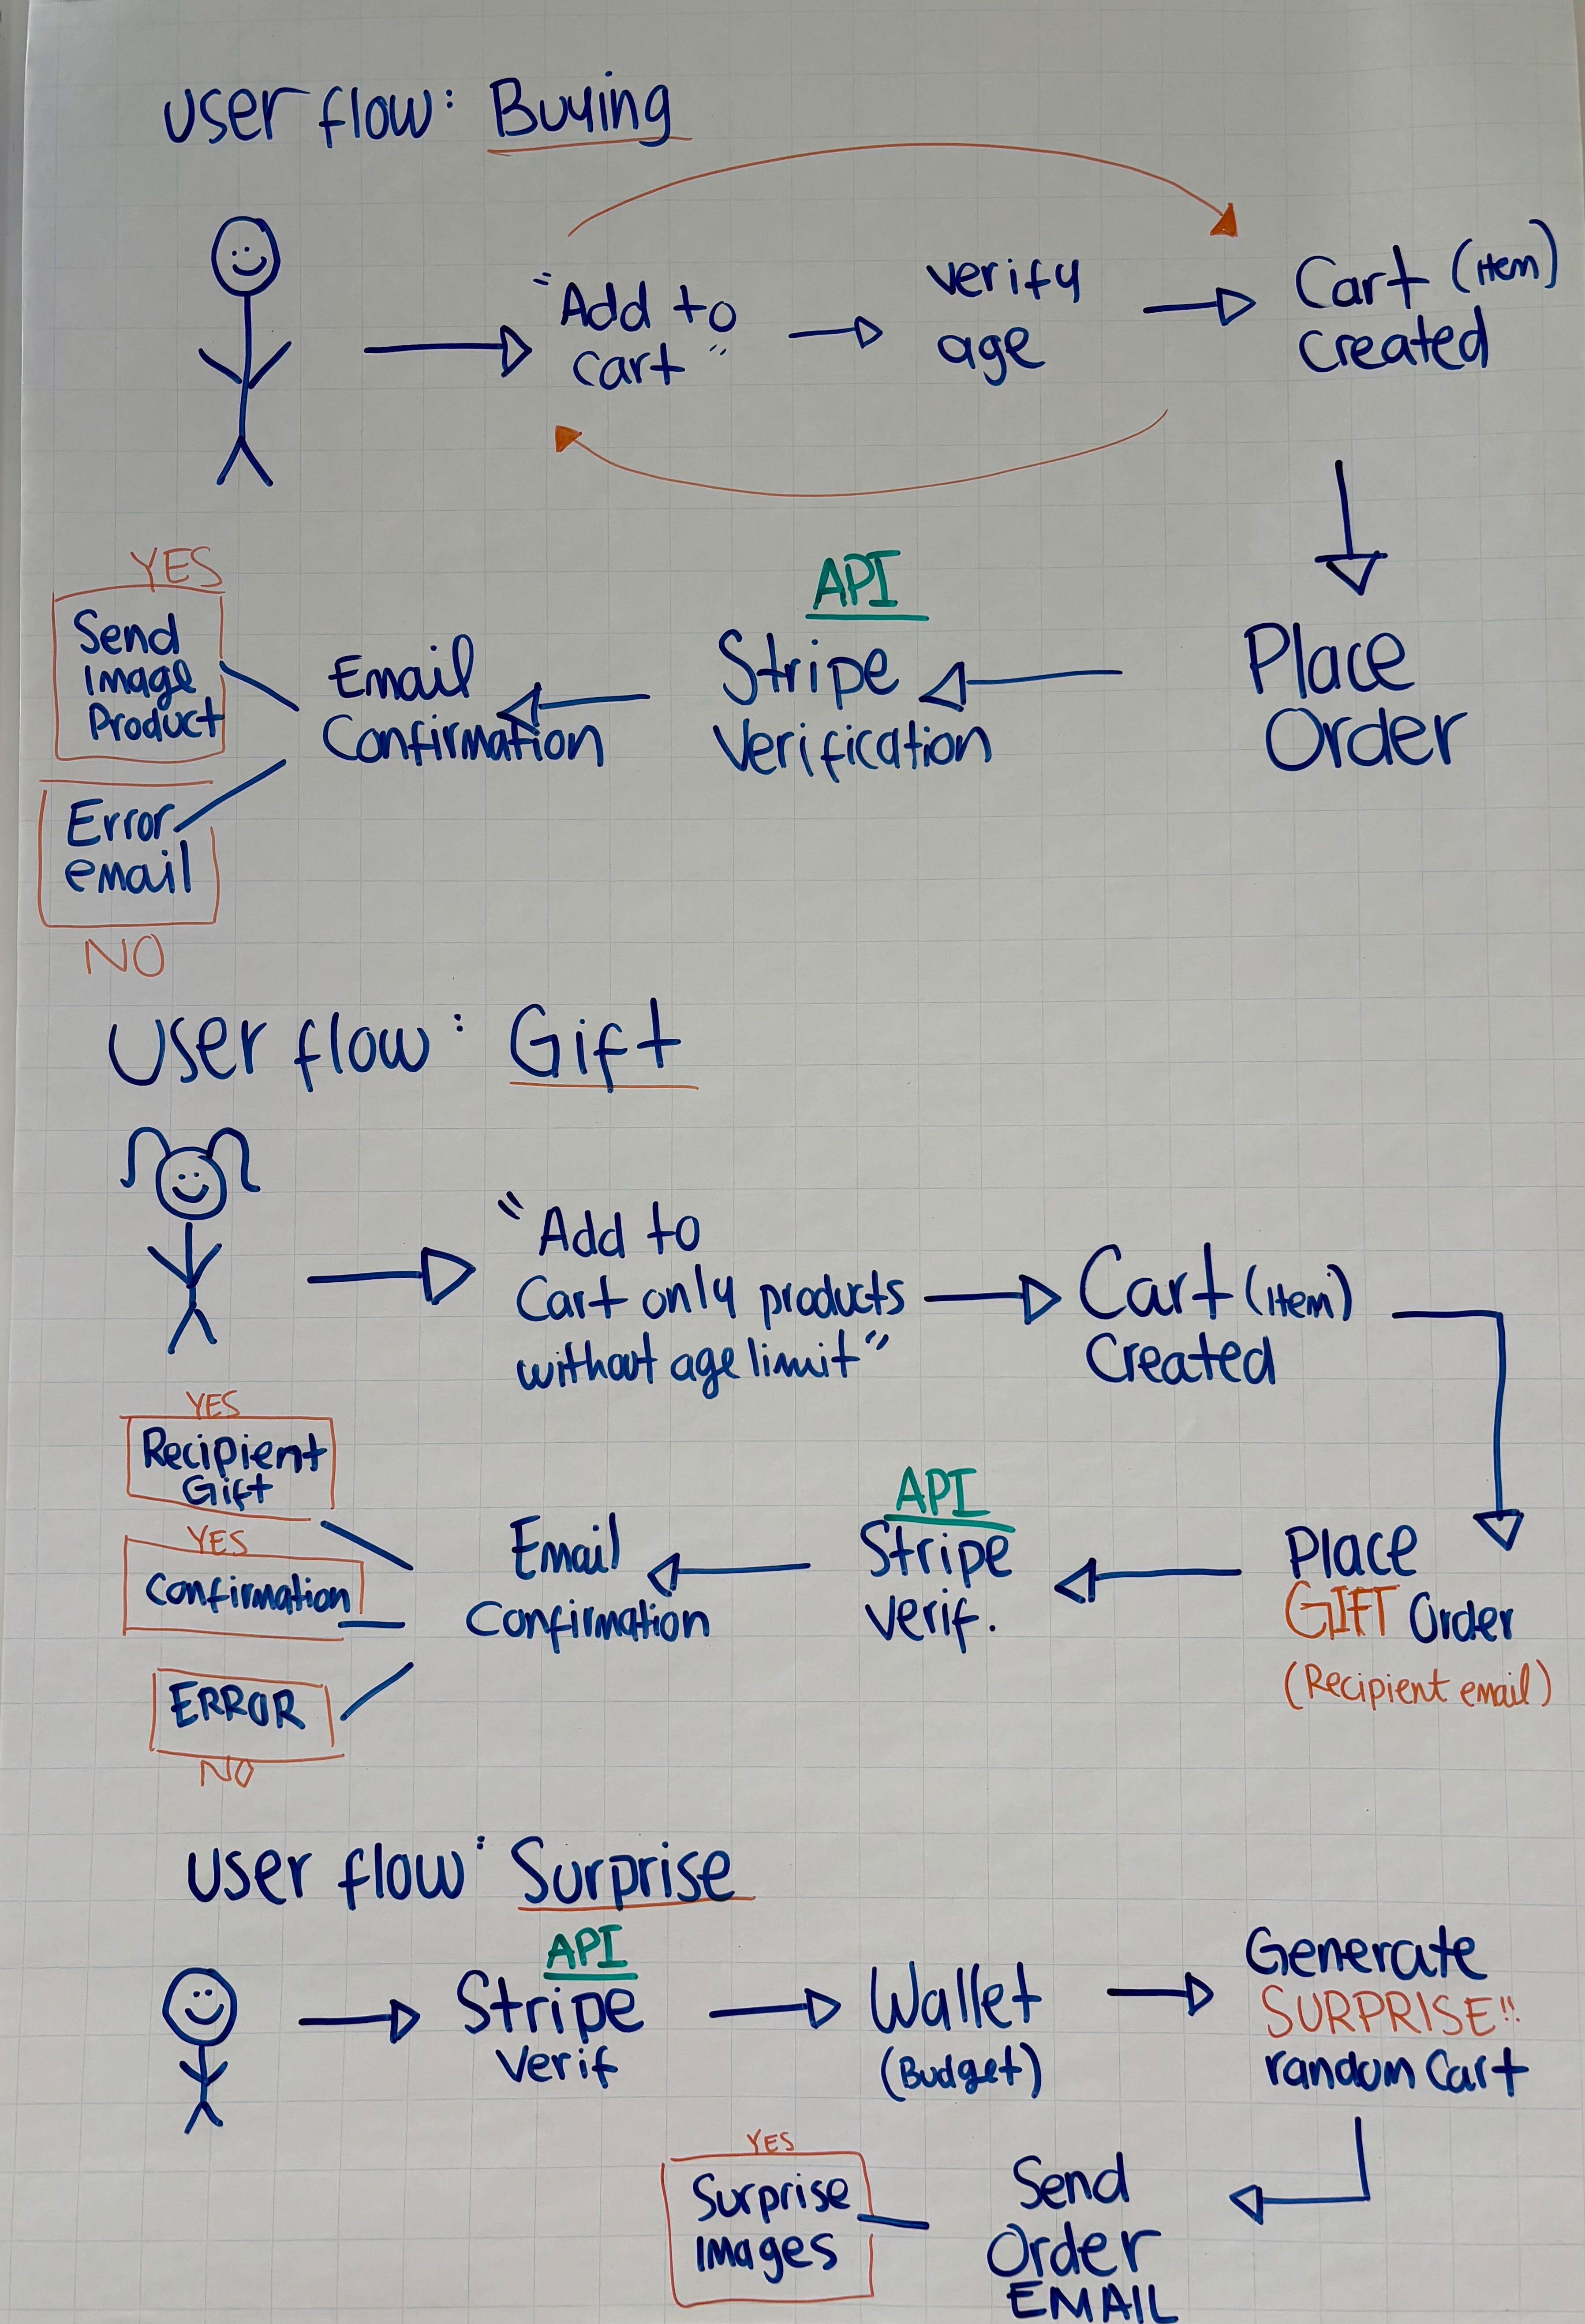 User flow: Buying
"Add to
cart"
verify
age
Cart (item)
created
YES
Send
Image
Product
Email
Confirmation
API
Stripe
Verification
Place
Order
Error
email
NO
User flow: Gift
"Add to
Cart only products
without age limit"
Cart (item)
Created
YES
Recipient
Gift
YES
Confirmation
ERROR
NO
Email
Confirmation
API
Stripe
verif.
Place
GIFT Order
(Recipient email)
User flow: Surprise
API
Stripe
Verif
Wallet
(Budget)
Generate
SURPRISE!!
random Cart
YES
Surprise
Images
Send
Order
EMAIL